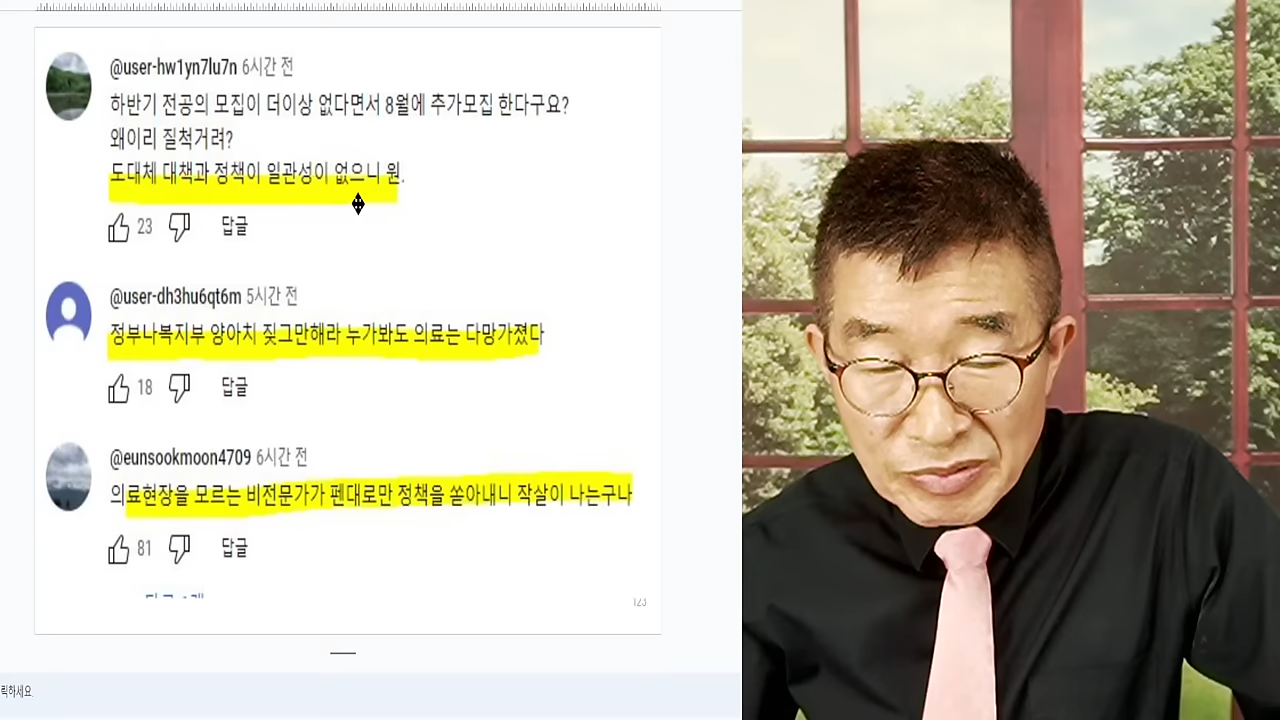 @user-hw1yn7lu7n 6시간 전
하반기 전공의 모집이 더이상 없다면서 8월에 추가모집 한다구요?
왜이리 질척거려?
도대체 대책과 정책이 일관성이 없으니 원.
23 답글
@user-dh3hu6qt6m 5시간 전
정부나복지부 양아치 짖그만해라 누가봐도 의료는 다망가졌다
18 답글
@eunsookmoon4709 6시간 전
의료현장을 모르는 비전문가가 펜대로만 정책을 쏟아내니 작살이 나는구나
81 답글
123
릭하세요.